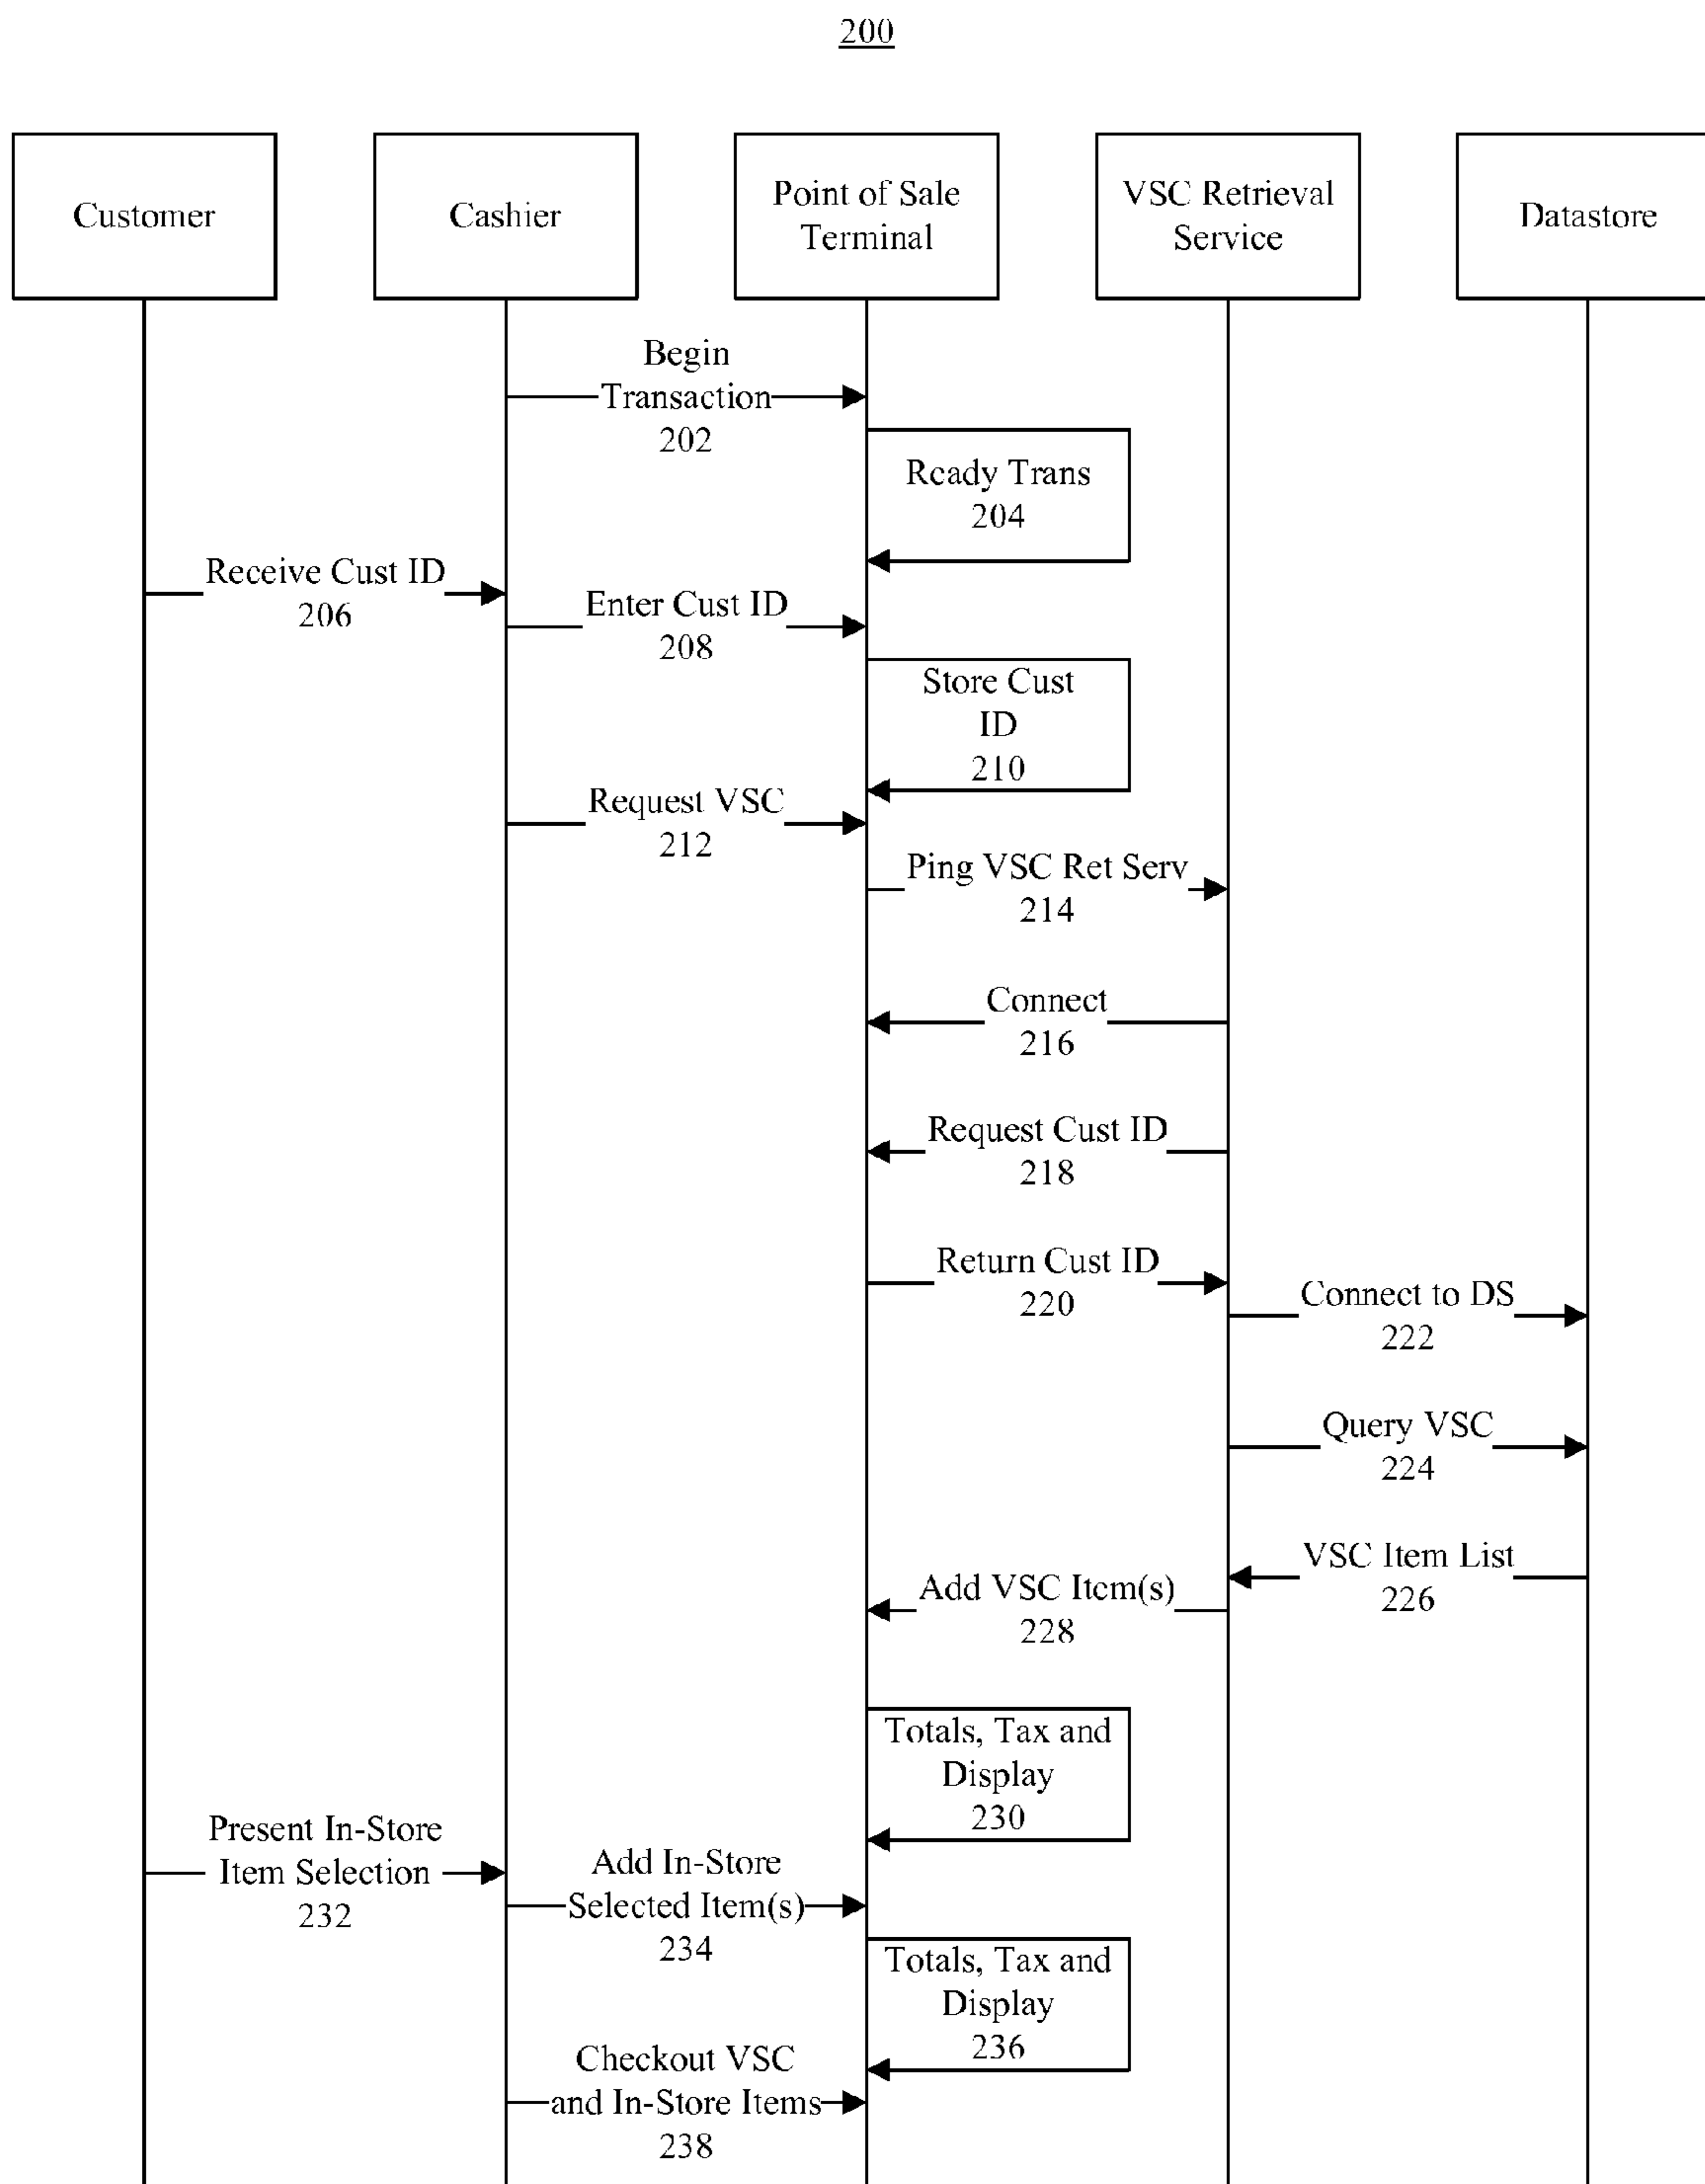 200
Customer
Cashier
Point of Sale
Terminal
VSC Retrieval
Service
Datastore
Begin
Transaction
202
Ready Trans
204
Receive Cust ID
206
Enter Cust ID
208
Store Cust
ID
210
Request VSC
212
Ping VSC Ret Serv
214
Connect
216
Request Cust ID
218
Return Cust ID
220
Connect to DS
222
Query VSC
224
VSC Item List
226
Add VSC Item(s)
228
Totals, Tax and
Display
230
Present In-Store
Item Selection
232
Add In-Store
Selected Item(s)
234
Totals, Tax and
Display
236
Checkout VSC
and In-Store Items
238